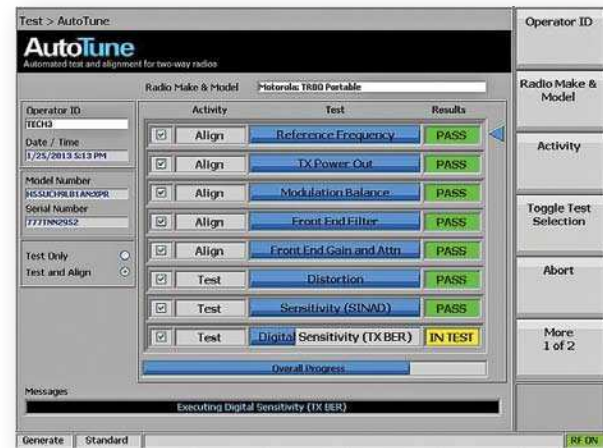 Test > AutoTune
AutoTune
Automated test and alignment for two-way radios
Radio Make & Model
Motorola: TRBO Portable
Operator ID
TECH3
Date / Time
1/25/2013 5:13 PM
Model Number
Serial Number
777TNN2952
Test Only
Test and Align
Activity Test Results
Align Reference Frequency PASS
Align TX Power Out PASS
Align Modulation Balance PASS
Align Front End Filter PASS
Align Front End Gain and Attn PASS
Test Distortion PASS
Test Sensitivity (SINAD) PASS
Test Digital Sensitivity (TX BER) IN TEST
Overall Progress
Messages
Executing Digital Sensitivity (TX BER)
Generate Standard RF ON
Operator ID
Radio Make &
Model
Activity
Toggle Test
Selection
Abort
More
1 of 2